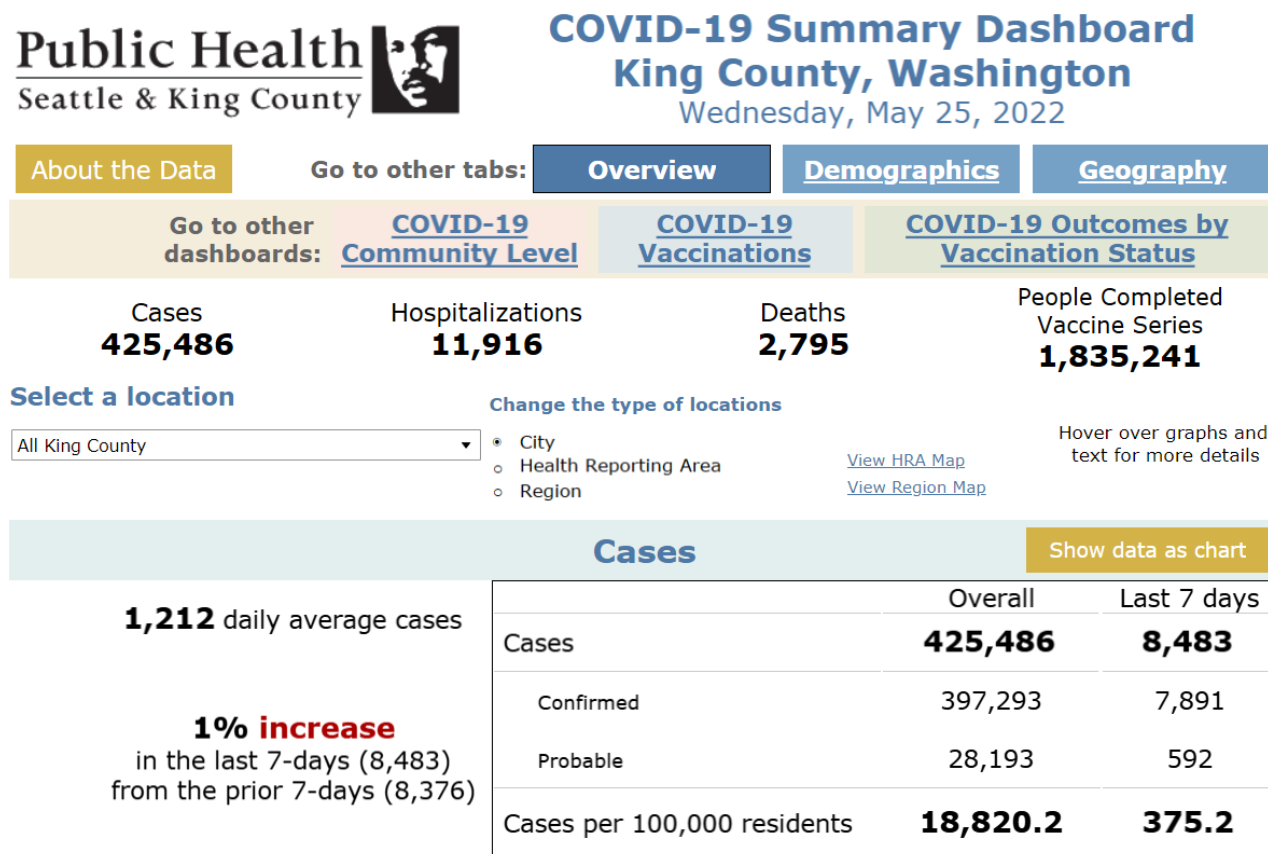 Public Health
Seattle & King County
COVID-19 Summary Dashboard
King County, Washington
Wednesday, May 25, 2022
About the Data
Go to other tabs:
Overview
Demographics
Geography
Go to other
dashboards:
COVID-19
Community Level
COVID-19
Vaccinations
COVID-19 Outcomes by
Vaccination Status
Cases
425,486
Hospitalizations
11,916
Deaths
2,795
People Completed
Vaccine Series
1,835,241
Select a location
All King County
Change the type of locations
City
Health Reporting Area
Region
View HRA Map
View Region Map
Hover over graphs and
text for more details
Cases
Show data as chart
1,212 daily average cases
1% increase
in the last 7-days (8,483)
from the prior 7-days (8,376)
Overall Last 7 days
Cases 425,486 8,483
Confirmed 397,293 7,891
Probable 28,193 592
Cases per 100,000 residents 18,820.2 375.2